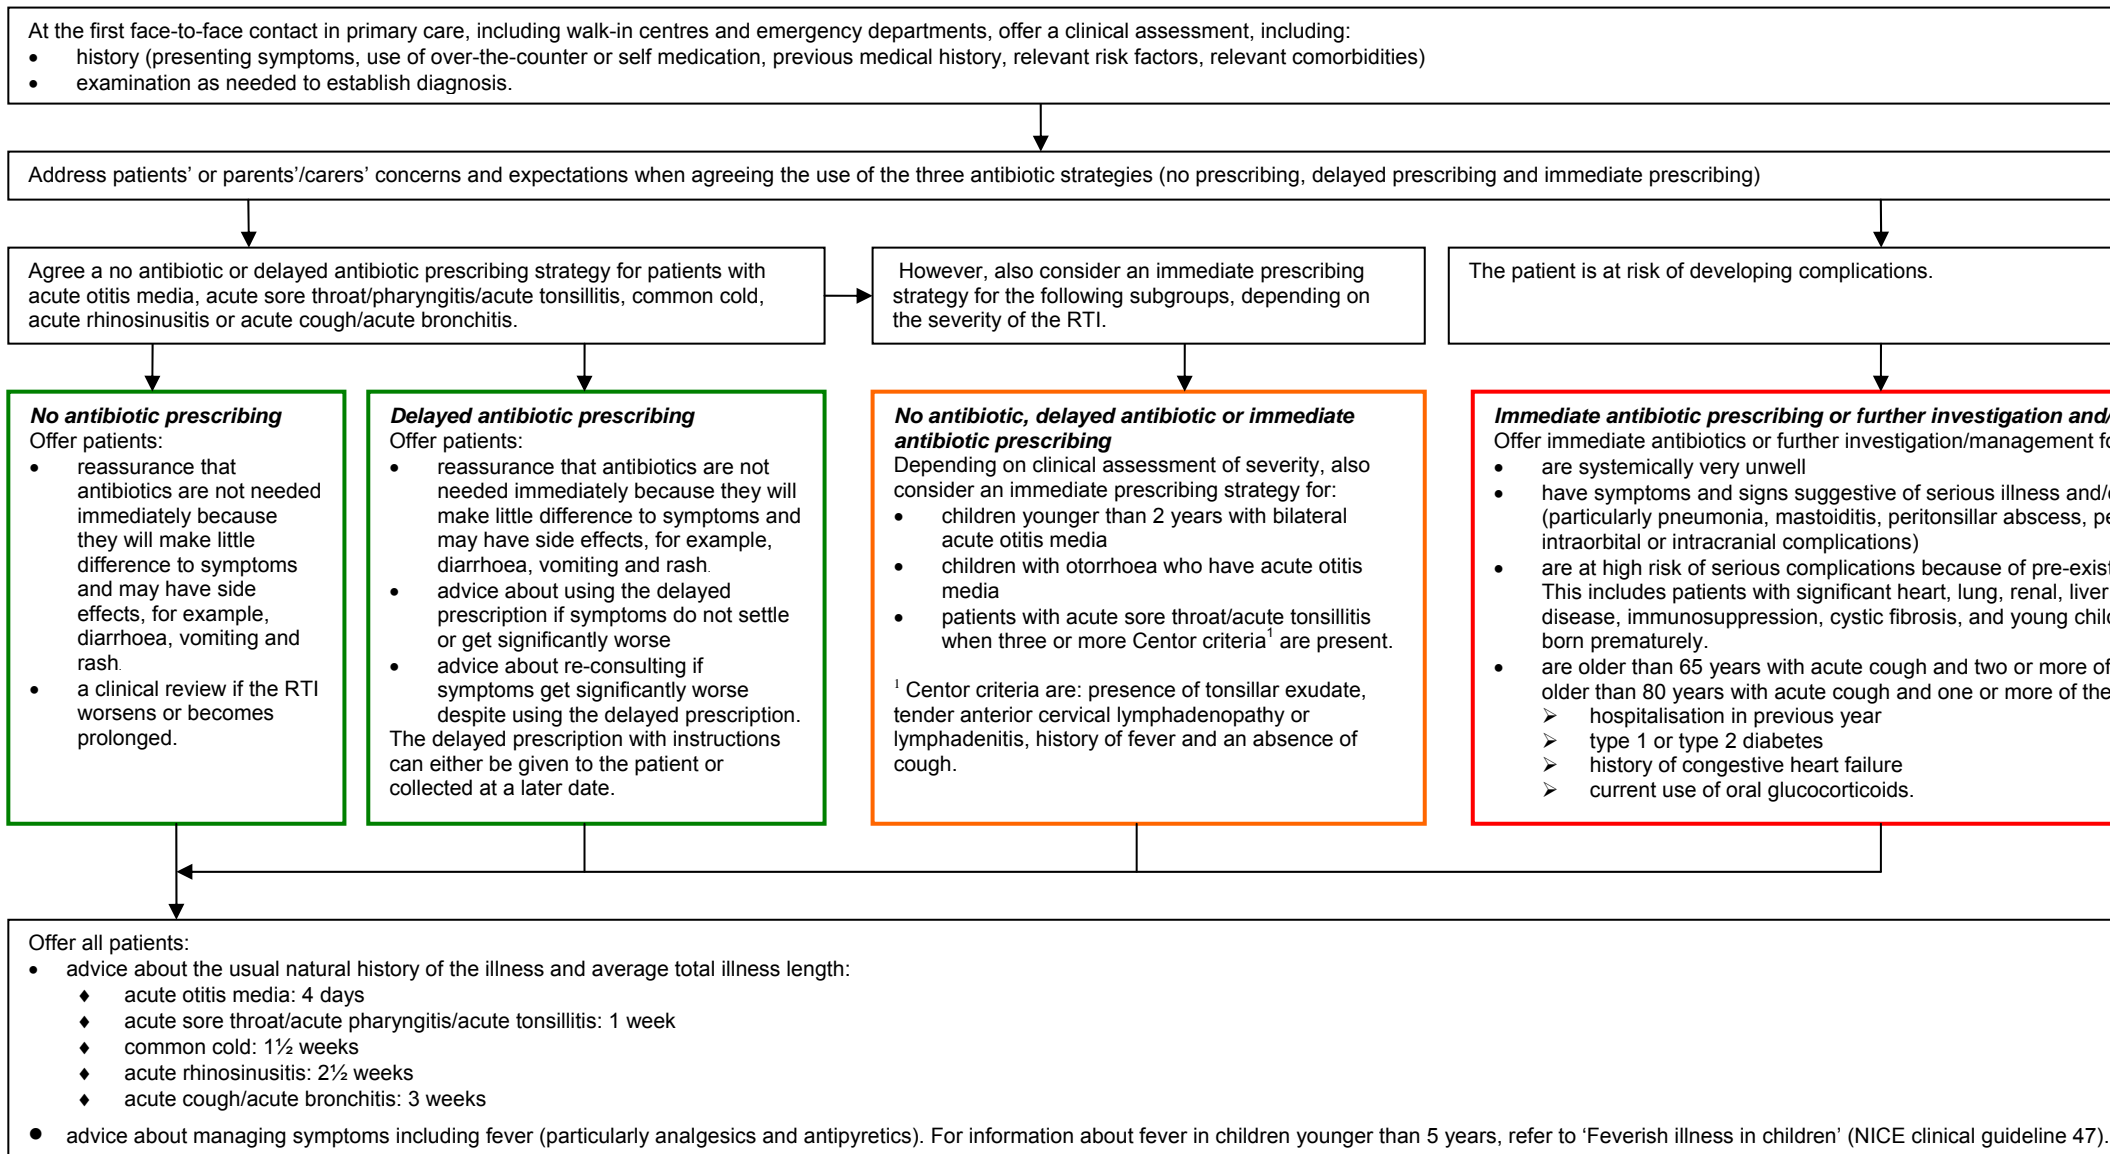 At the first face-to-face contact in primary care, including walk-in centres and emergency departments, offer a clinical assessment, including:
• history (presenting symptoms, use of over-the-counter or self medication, previous medical history, relevant risk factors, relevant comorbidities)
• examination as needed to establish diagnosis.
Address patients’ or parents’/carers’ concerns and expectations when agreeing the use of the three antibiotic strategies (no prescribing, delayed prescribing and immediate prescribing)
Agree a no antibiotic or delayed antibiotic prescribing strategy for patients with
acute otitis media, acute sore throat/pharyngitis/acute tonsillitis, common cold,
acute rhinosinusitis or acute cough/acute bronchitis.
However, also consider an immediate prescribing
strategy for the following subgroups, depending on
the severity of the RTI.
The patient is at risk of developing complications.
No antibiotic prescribing
Offer patients:
• reassurance that
antibiotics are not needed
immediately because
they will make little
difference to symptoms
and may have side
effects, for example,
diarrhoea, vomiting and
rash.
• a clinical review if the RTI
worsens or becomes
prolonged.
Delayed antibiotic prescribing
Offer patients:
• reassurance that antibiotics are not
needed immediately because they will
make little difference to symptoms and
may have side effects, for example,
diarrhoea, vomiting and rash.
• advice about using the delayed
prescription if symptoms do not settle
or get significantly worse
• advice about re-consulting if
symptoms get significantly worse
despite using the delayed prescription.
The delayed prescription with instructions
can either be given to the patient or
collected at a later date.
No antibiotic, delayed antibiotic or immediate
antibiotic prescribing
Depending on clinical assessment of severity, also
consider an immediate prescribing strategy for:
• children younger than 2 years with bilateral
acute otitis media
• children with otorrhoea who have acute otitis
media
• patients with acute sore throat/acute tonsillitis
when three or more Centor criteria¹ are present.
¹ Centor criteria are: presence of tonsillar exudate,
tender anterior cervical lymphadenopathy or
lymphadenitis, history of fever and an absence of
cough.
Immediate antibiotic prescribing or further investigation and/
Offer immediate antibiotics or further investigation/management
• are systemically very unwell
• have symptoms and signs suggestive of serious illness and/
(particularly pneumonia, mastoiditis, peritonsillar abscess,
intraorbital or intracranial complications)
• are at high risk of serious complications because of
This includes patients with significant heart, lung, renal, liver
disease, immunosuppression, cystic fibrosis, and young
born prematurely.
• are older than 65 years with acute cough and two or more of
older than 80 years with acute cough and one or more of the
➢ hospitalisation in previous year
➢ type 1 or type 2 diabetes
➢ history of congestive heart failure
➢ current use of oral glucocorticoids.
Offer all patients:
• advice about the usual natural history of the illness and average total illness length:
♦ acute otitis media: 4 days
♦ acute sore throat/acute pharyngitis/acute tonsillitis: 1 week
♦ common cold: 1½ weeks
♦ acute rhinosinusitis: 2½ weeks
♦ acute cough/acute bronchitis: 3 weeks
• advice about managing symptoms including fever (particularly analgesics and antipyretics). For information about fever in children younger than 5 years, refer to ‘Feverish illness in children’ (NICE clinical guideline 47).